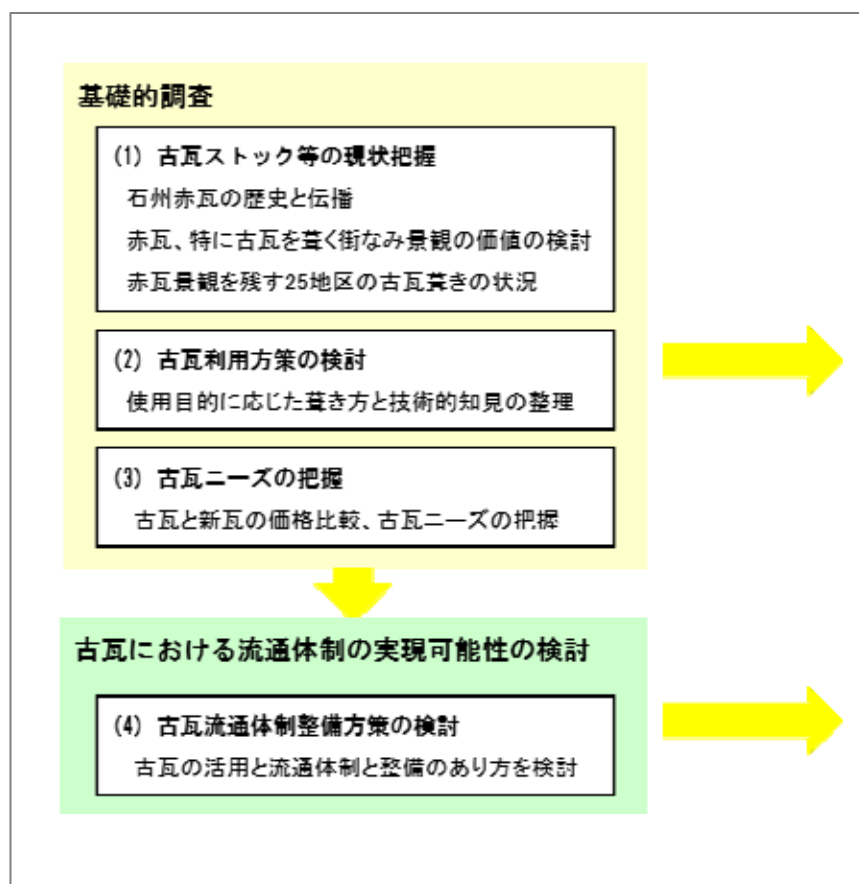 基礎的調査
(1) 古瓦ストック等の現状把握
石州赤瓦の歴史と伝播
赤瓦、特に古瓦を葺く街なみ景観の価値の検討
赤瓦景観を残す25地区の古瓦葺きの状況
(2) 古瓦利用方策の検討
使用目的に応じた葺き方と技術的知見の整理
(3) 古瓦ニーズの把握
古瓦と新瓦の価格比較、古瓦ニーズの把握
古瓦における流通体制の実現可能性の検討
(4) 古瓦流通体制整備方策の検討
古瓦の活用と流通体制と整備のあり方を検討